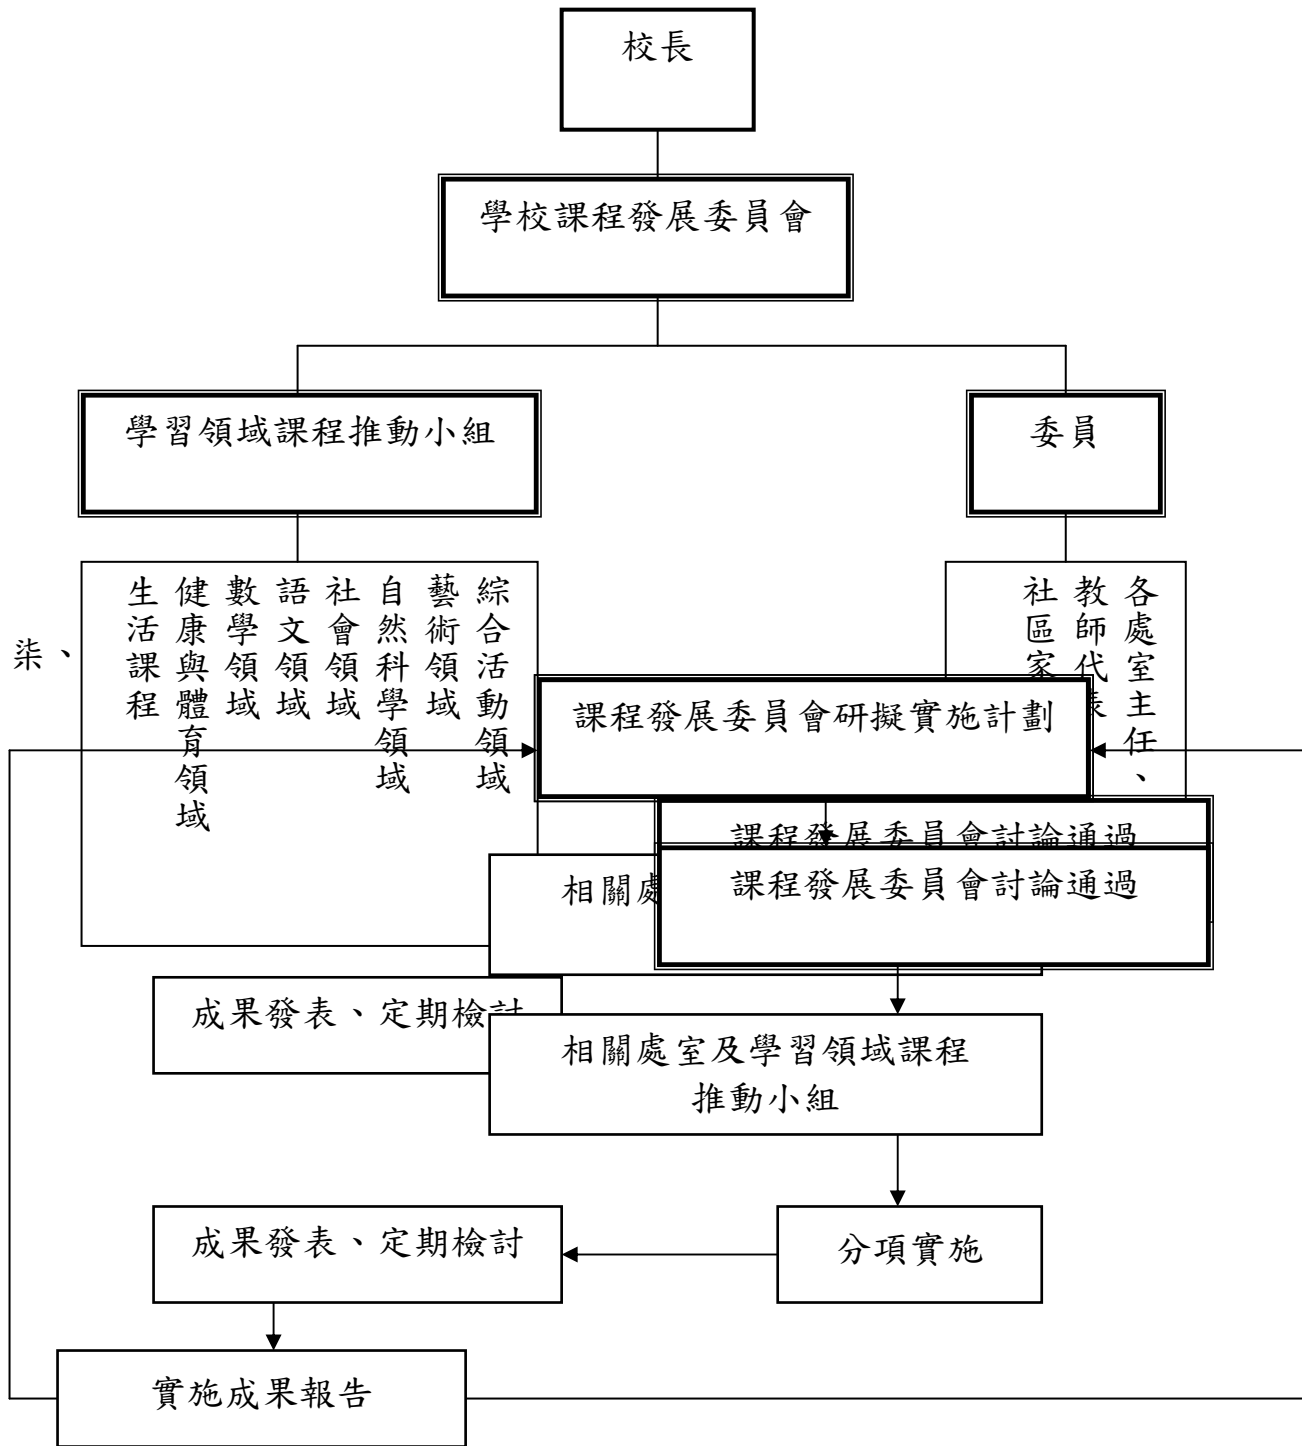 校長
學校課程發展委員會
學習領域課程推動小組
委員
綜合活動領域
藝術領域
自然科學領域
社會領域
語文領域
數學領域
健康與體育領域
生活課程
各處室主任、
教師代表
社區家
柒、
課程發展委員會研擬實施計劃
課程發展委員會討論通過
課程發展委員會討論通過
相關處
成果發表、定期檢討
相關處室及學習領域課程
推動小組
成果發表、定期檢討
分項實施
實施成果報告